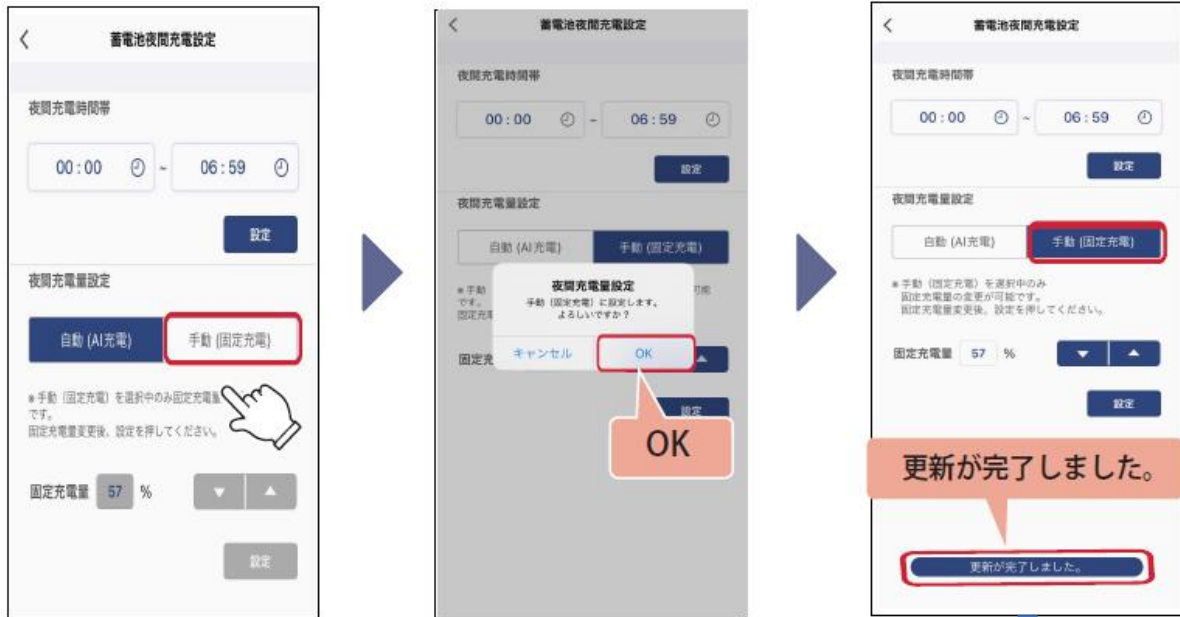 蓄電池夜間充電設定
夜間充電時間帯
00:00 ~ 06:59
設定
夜間充電量設定
自動 (AI充電) 手動 (固定充電)
※手動（固定充電）を選択中のみ固定充電量
です。
固定充電量変更後、設定を押してください。
固定充電量 57 %
設定
蓄電池夜間充電設定
夜間充電時間帯
00:00 ~ 06:59
設定
夜間充電量設定
自動 (AI充電) 手動 (固定充電)
※手動 可能
です。
固定充電
夜間充電量設定
手動（固定充電）に設定します。
よろしいですか？
キャンセル OK
固定充
設定
OK
蓄電池夜間充電設定
夜間充電時間帯
00:00 ~ 06:59
設定
夜間充電量設定
自動 (AI充電) 手動 (固定充電)
※手動（固定充電）を選択中のみ
固定充電量の変更が可能です。
固定充電量変更後、設定を押してください。
固定充電量 57 %
設定
更新が完了しました。
更新が完了しました。